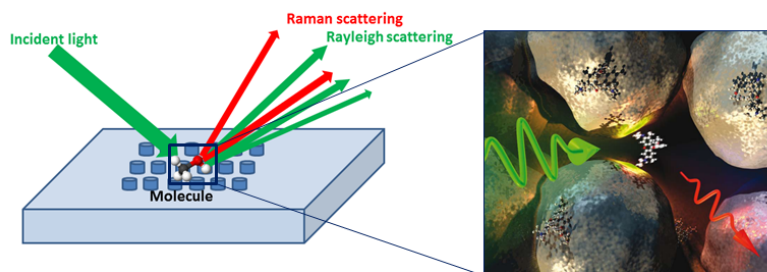 Raman scattering
Incident light
Rayleigh scattering
Molecule